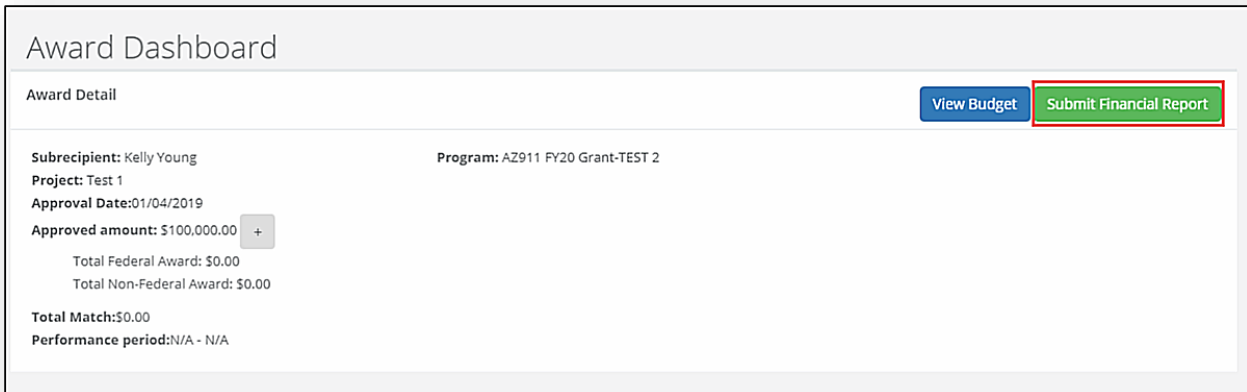 Award Dashboard
Award Detail
View Budget
Submit Financial Report
Subrecipient: Kelly Young
Program: AZ911 FY20 Grant-TEST 2
Project: Test 1
Approval Date:01/04/2019
Approved amount: $100,000.00 +
Total Federal Award: $0.00
Total Non-Federal Award: $0.00
Total Match:$0.00
Performance period:N/A - N/A